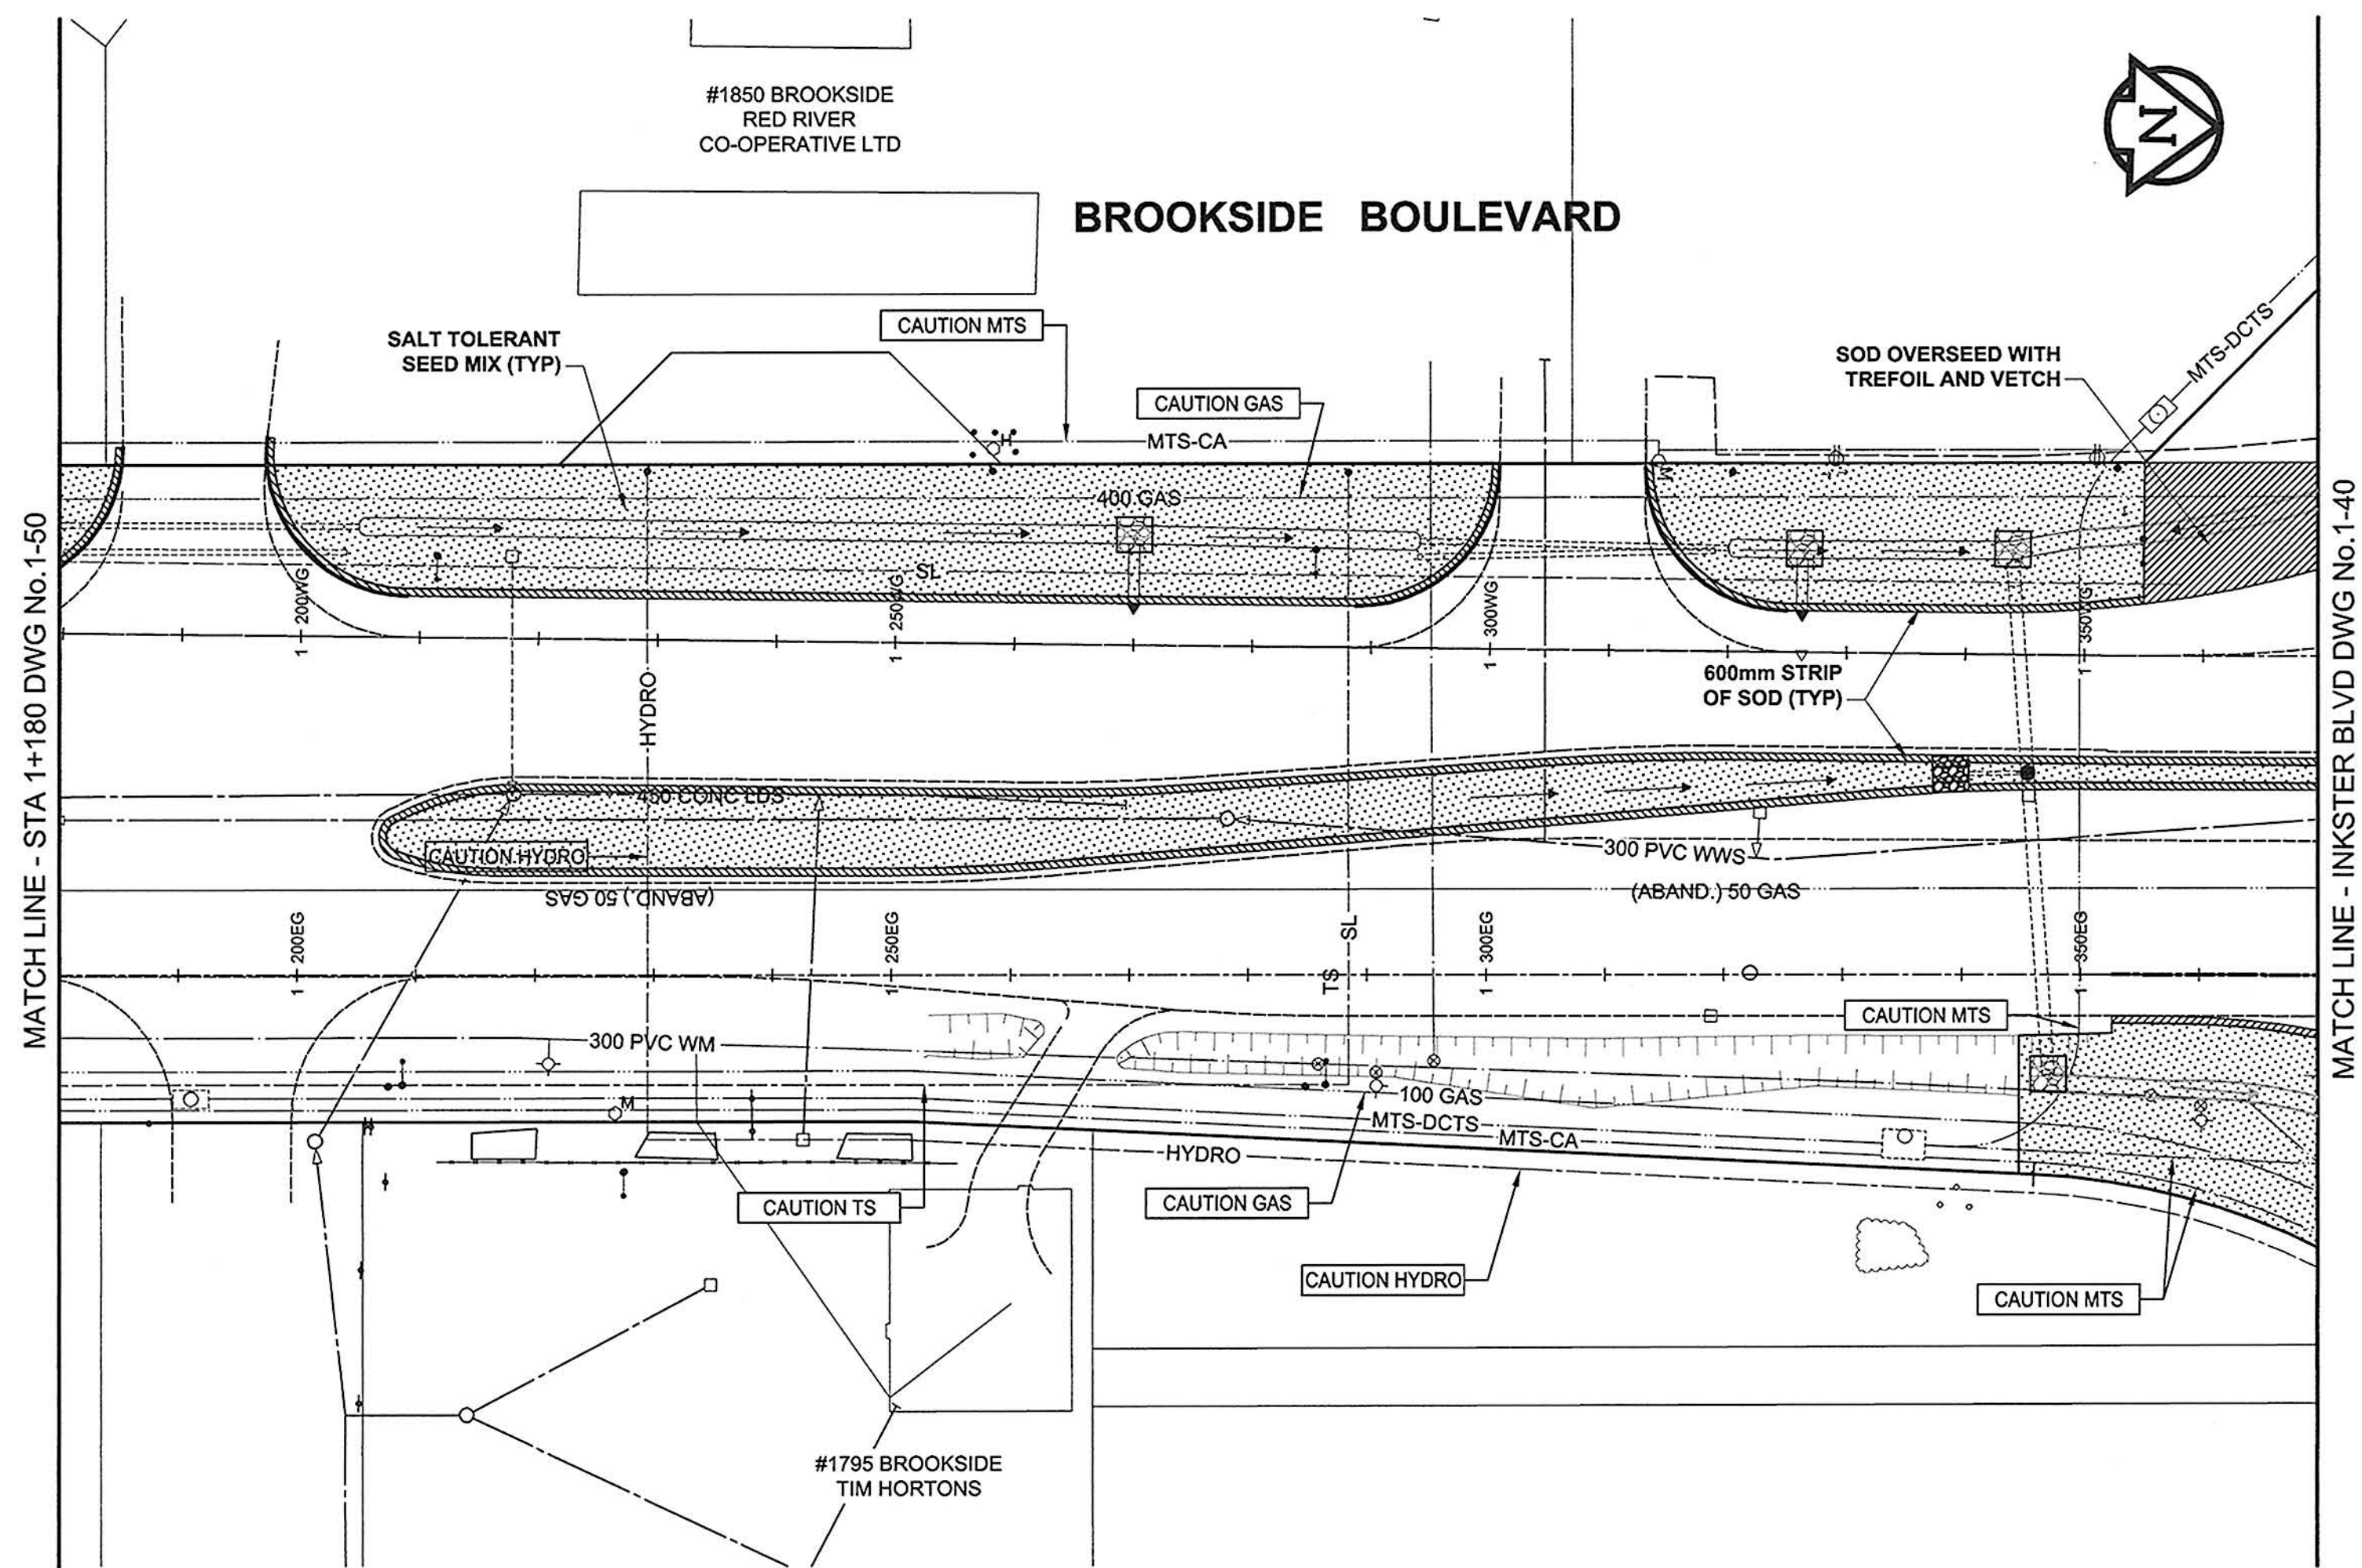 #1850 BROOKSIDE
RED RIVER
CO-OPERATIVE LTD
N
BROOKSIDE BOULEVARD
CAUTION MTS
SALT TOLERANT
SEED MIX (TYP)
CAUTION GAS
SOD OVERSEED WITH
TREFOIL AND VETCH
MTS-DCTS
H
MTS-CA
M
400 GAS
SL
1 200WG
1 250WG
1 300WG
1 350WG
HYDRO
600mm STRIP
OF SOD (TYP)
450 CONC LDS
CAUTION HYDRO
300 PVC WWS
(ABAND.) 50 GAS
(ABAND.) 50 GAS
1 200EG
1 250EG
TS SL
1 300EG
1 350EG
CAUTION MTS
300 PVC WM
M
H
100 GAS
MTS-DCTS
MTS-CA
HYDRO
CAUTION TS
CAUTION GAS
CAUTION HYDRO
CAUTION MTS
#1795 BROOKSIDE
TIM HORTONS
MATCH LINE - STA 1+180 DWG No.1-50
MATCH LINE - INKSTER BLVD DWG No.1-40